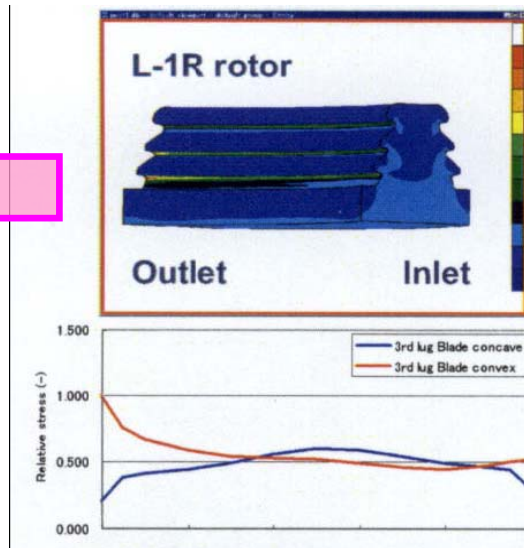 L-1R rotor
Outlet
Inlet
1.500
1.000
0.500
0.000
Relative stress (-)
3rd lug Blade concave
3rd lug Blade convex